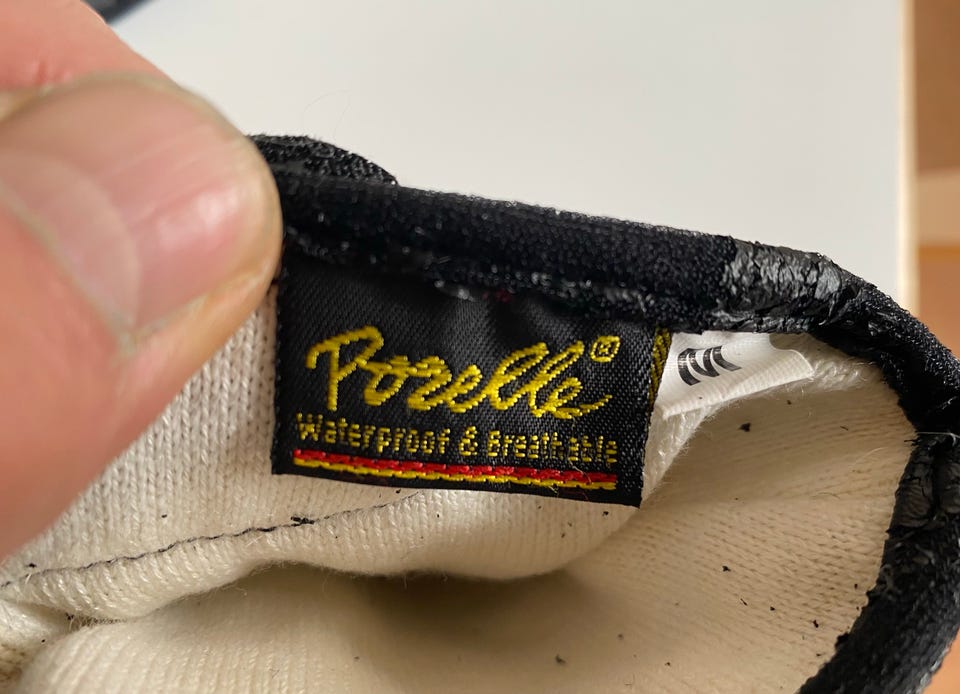 Porelle®
Waterproof & Breathable
M